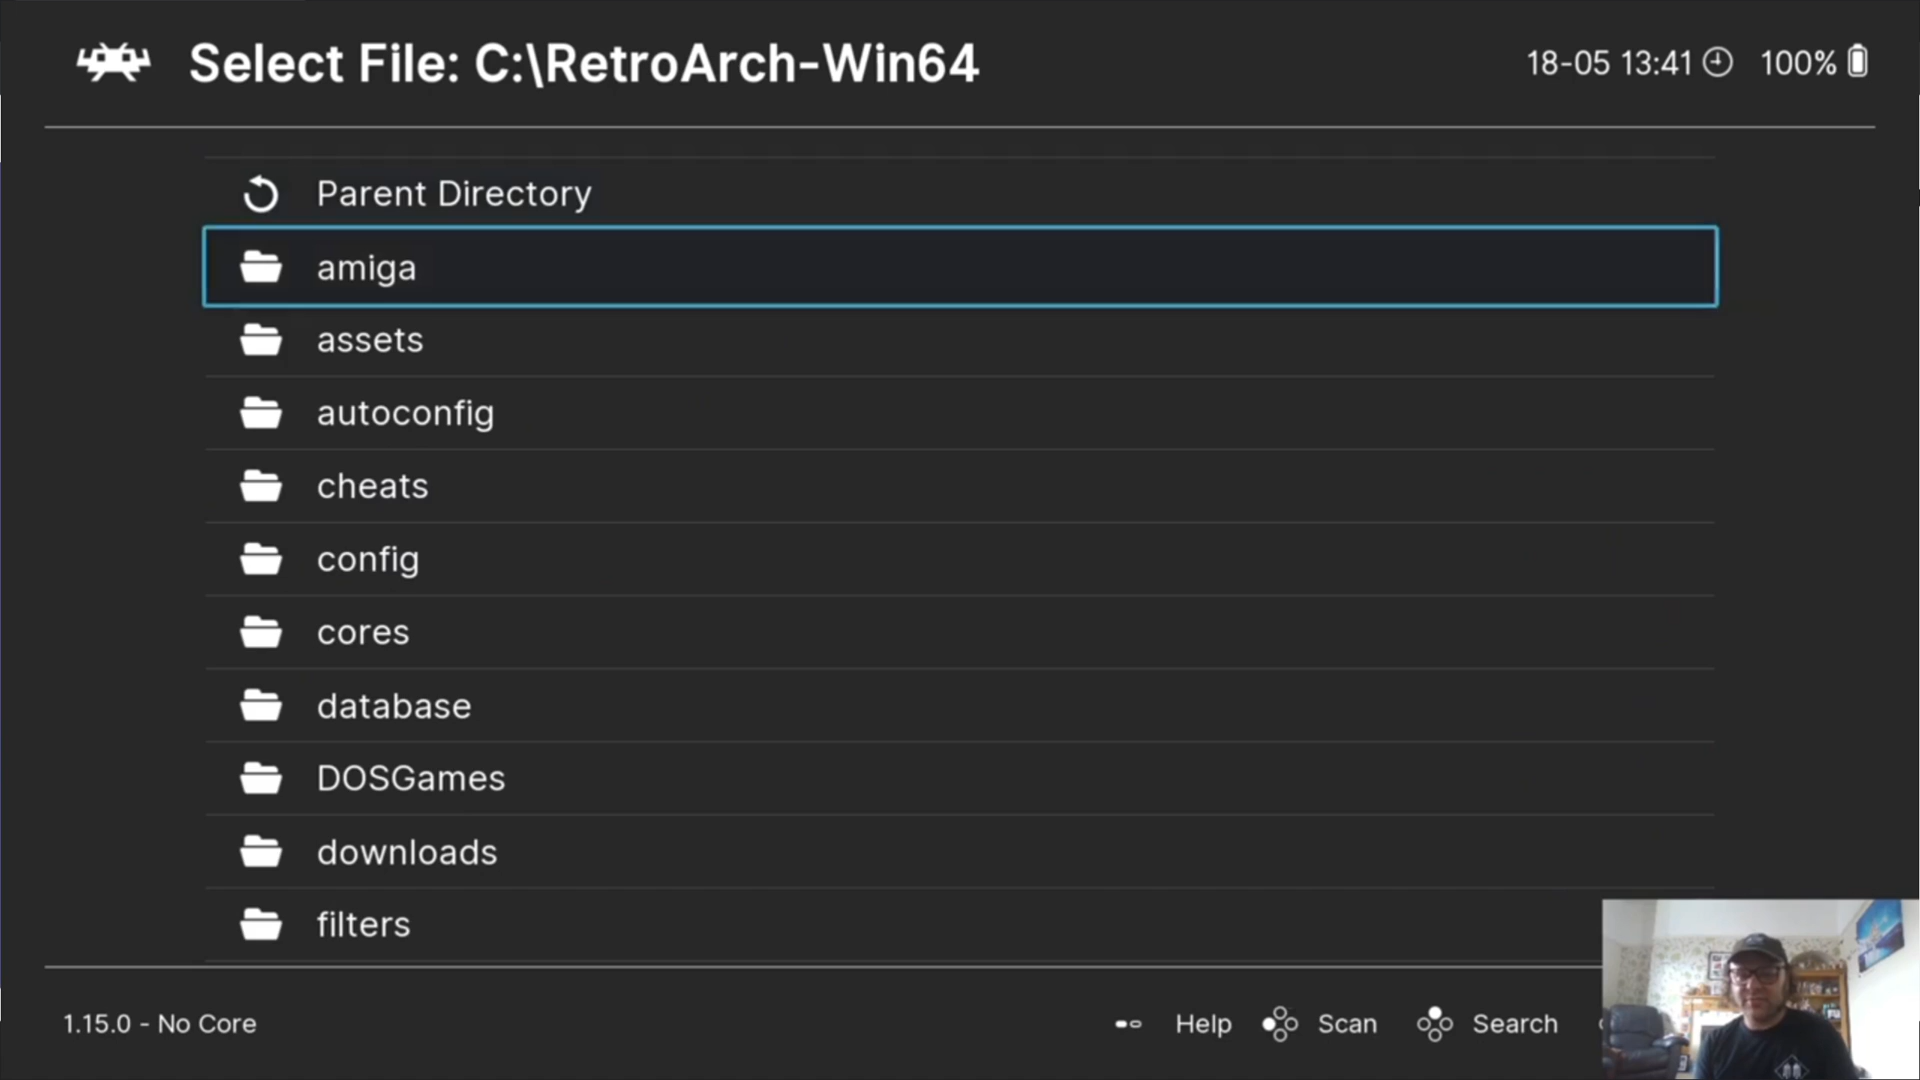 Select File: C:\RetroArch-Win64
18-05 13:41 100%
Parent Directory
amiga
assets
autoconfig
cheats
config
cores
database
DOSGames
downloads
filters
1.15.0 - No Core
Help Scan Search